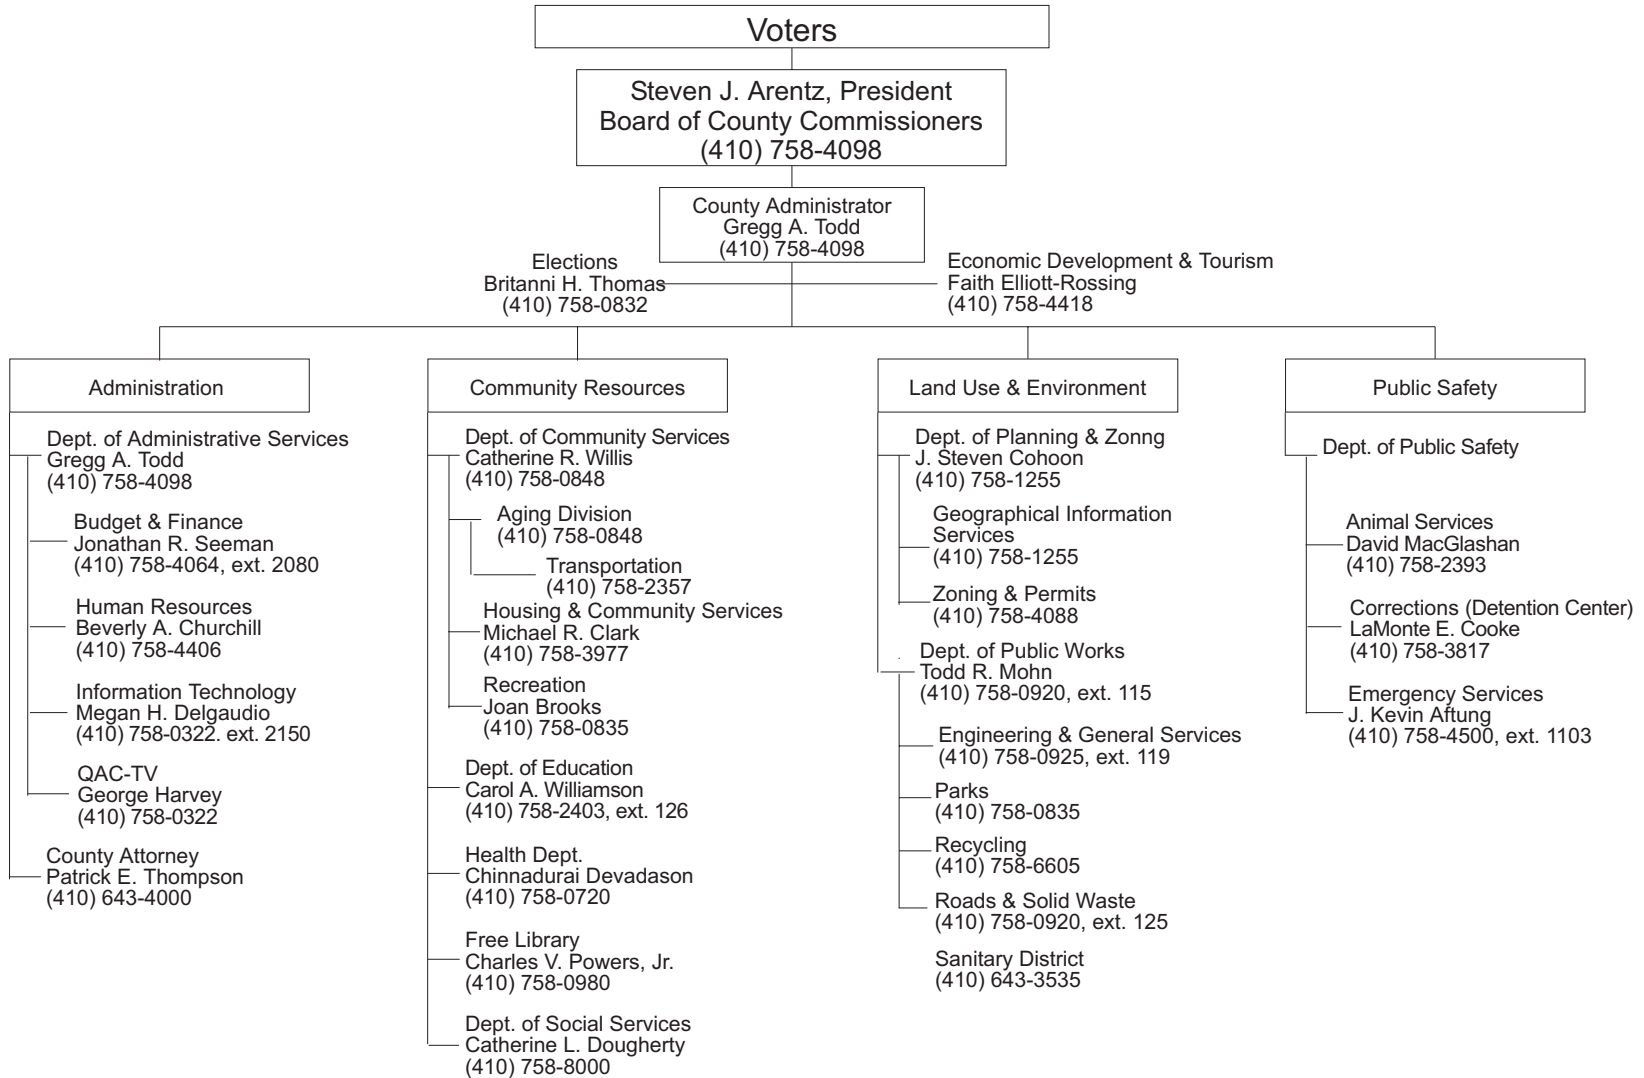 Voters
Steven J. Arentz, President
Board of County Commissioners
(410) 758-4098
County Administrator
Gregg A. Todd
(410) 758-4098
Elections
Britanni H. Thomas
(410) 758-0832
Economic Development & Tourism
Faith Elliott-Rossing
(410) 758-4418
Administration
Dept. of Administrative Services
Gregg A. Todd
(410) 758-4098
Budget & Finance
Jonathan R. Seeman
(410) 758-4064, ext. 2080
Human Resources
Beverly A. Churchill
(410) 758-4406
Information Technology
Megan H. Delgaudio
(410) 758-0322. ext. 2150
QAC-TV
George Harvey
(410) 758-0322
County Attorney
Patrick E. Thompson
(410) 643-4000
Community Resources
Dept. of Community Services
Catherine R. Willis
(410) 758-0848
Aging Division
(410) 758-0848
Transportation
(410) 758-2357
Housing & Community Services
Michael R. Clark
(410) 758-3977
Recreation
Joan Brooks
(410) 758-0835
Dept. of Education
Carol A. Williamson
(410) 758-2403, ext. 126
Health Dept.
Chinnadurai Devadason
(410) 758-0720
Free Library
Charles V. Powers, Jr.
(410) 758-0980
Dept. of Social Services
Catherine L. Dougherty
(410) 758-8000
Land Use & Environment
Dept. of Planning & Zonng
J. Steven Cohoon
(410) 758-1255
Geographical Information
Services
(410) 758-1255
Zoning & Permits
(410) 758-4088
Dept. of Public Works
Todd R. Mohn
(410) 758-0920, ext. 115
Engineering & General Services
(410) 758-0925, ext. 119
Parks
(410) 758-0835
Recycling
(410) 758-6605
Roads & Solid Waste
(410) 758-0920, ext. 125
Sanitary District
(410) 643-3535
Public Safety
Dept. of Public Safety
Animal Services
David MacGlashan
(410) 758-2393
Corrections (Detention Center)
LaMonte E. Cooke
(410) 758-3817
Emergency Services
J. Kevin Aftung
(410) 758-4500, ext. 1103